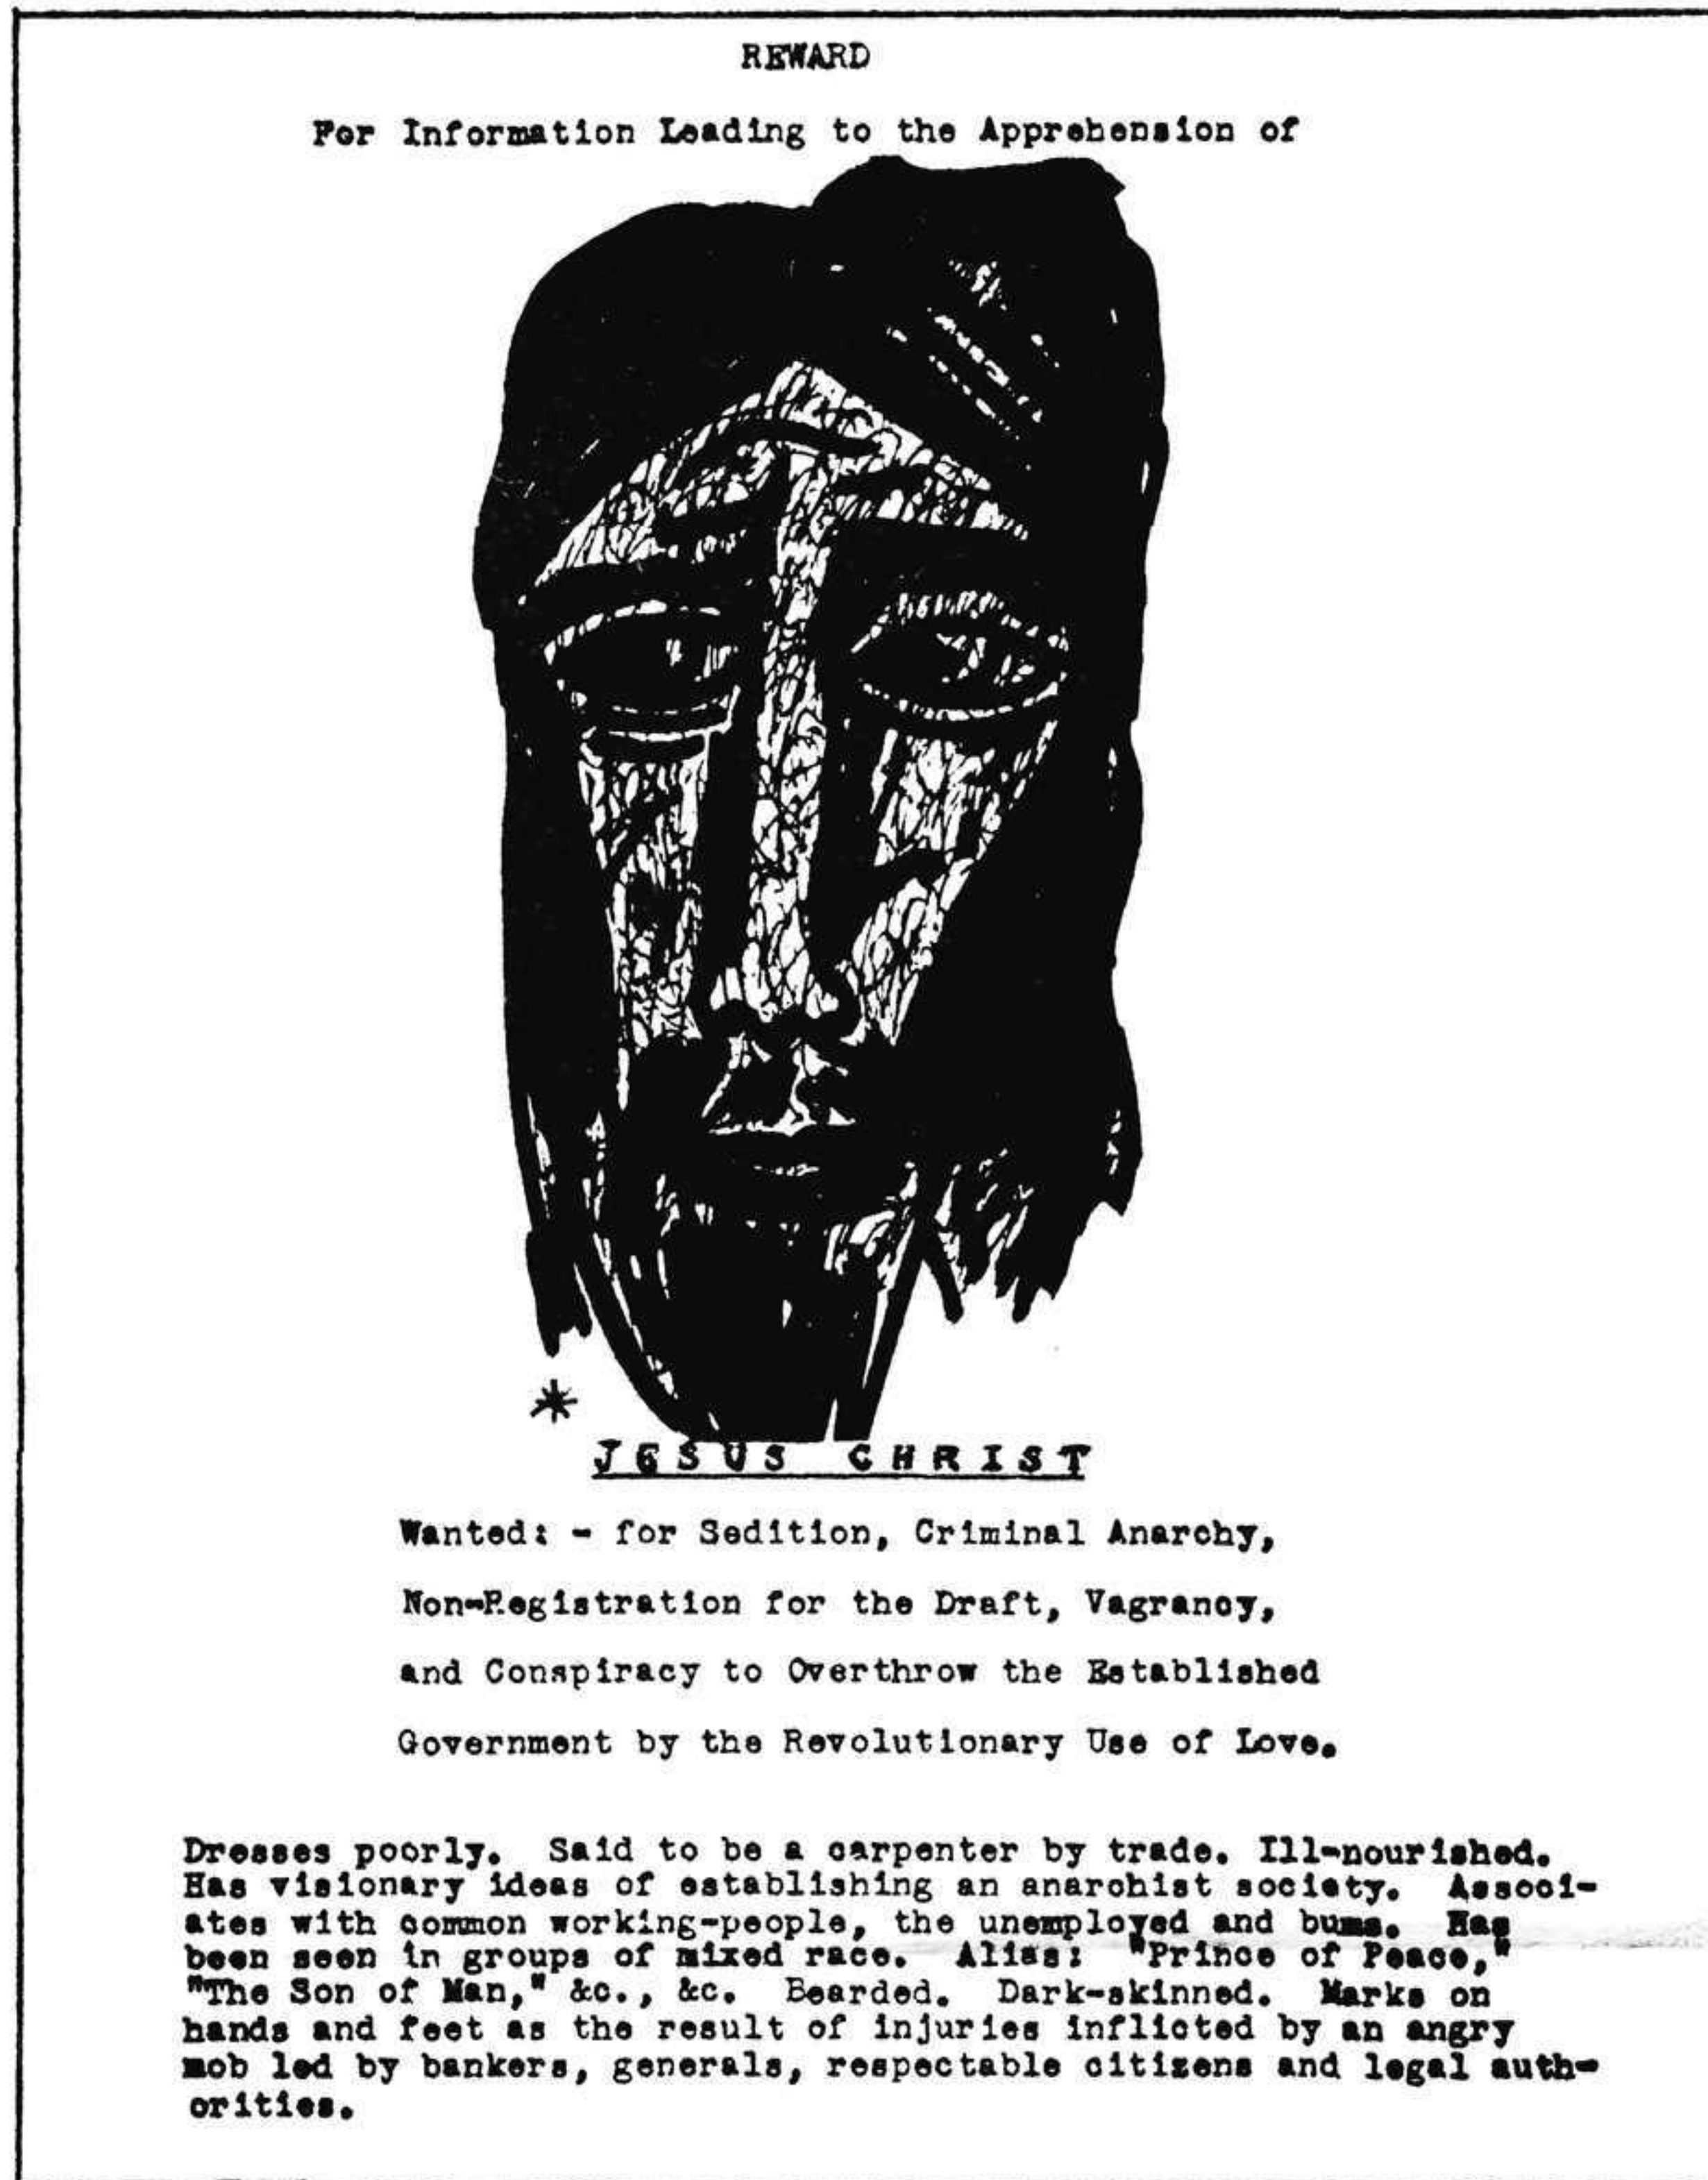 REWARD
For Information Leading to the Apprehension of
*
JESUS CHRIST
Wanted: - for Sedition, Criminal Anarchy,
Non-Registration for the Draft, Vagrancy,
and Conspiracy to Overthrow the Established
Government by the Revolutionary Use of Love.
Dresses poorly. Said to be a carpenter by trade. Ill-nourished.
Has visionary ideas of establishing an anarchist society. Associ-
ates with common working-people, the unemployed and bums. Has
been seen in groups of mixed race. Alias: "Prince of Peace,"
"The Son of Man," &c., &c. Bearded. Dark-skinned. Marks on
hands and feet as the result of injuries inflicted by an angry
mob led by bankers, generals, respectable citizens and legal auth-
orities.